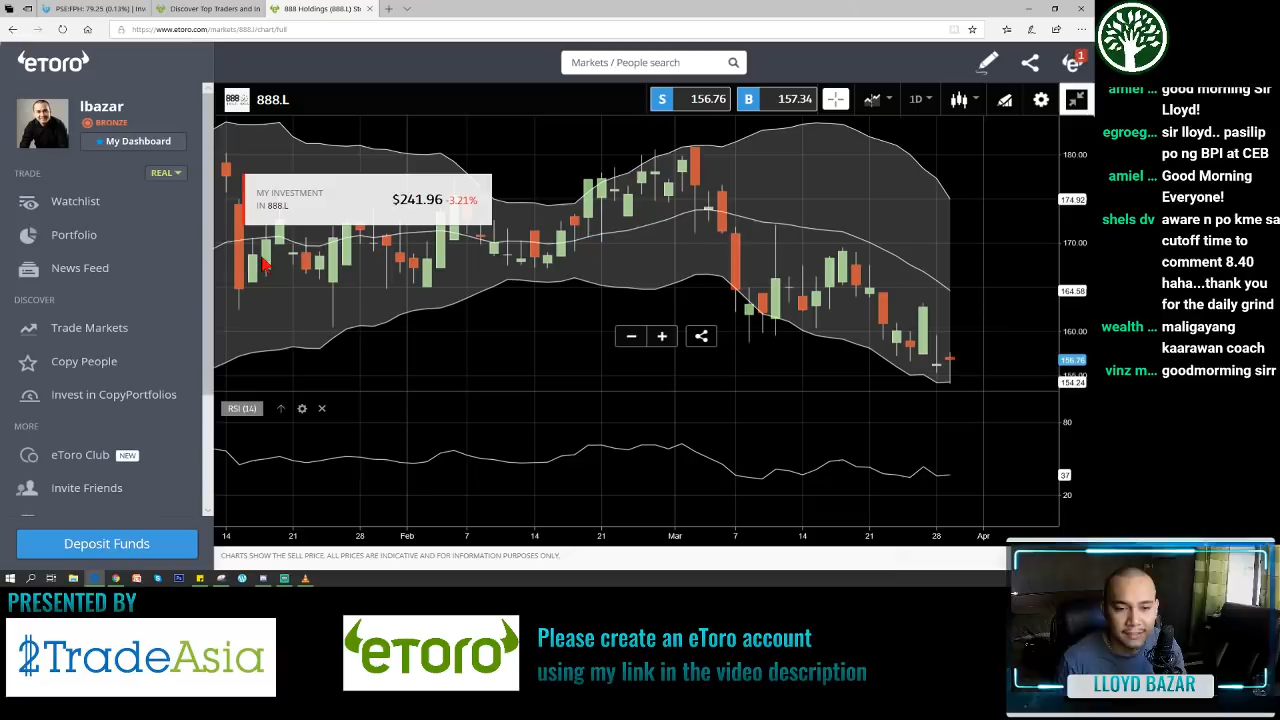 PSE:FPH: 79.25 (0.13%) | Inv
Discover Top Traders and In
888 Holdings (888.L) St
https://www.etoro.com/markets/888.l/chart/full
eToro
Markets / People search
1
lbazar
BRONZE
My Dashboard
TRADE
REAL
Watchlist
Portfolio
News Feed
DISCOVER
Trade Markets
Copy People
Invest in CopyPortfolios
MORE
eToro Club NEW
Invite Friends
Deposit Funds
888 888.L
S 156.76
B 157.34
1D
MY INVESTMENT
IN 888.L
$241.96 -3.21%
180.00
174.92
170.00
164.58
160.00
156.76
154.24
RSI (14)
80
37
20
14 21 28 Feb 7 14 21 Mar 7 14 21 28 Apr
CHARTS SHOW THE SELL PRICE. ALL PRICES ARE INDICATIVE AND FOR INFORMATION PURPOSES ONLY.
amiel ... good morning Sir
Lloyd!
egroeg... sir lloyd.. pasilip
po ng BPI at CEB
amiel ... Good Morning
Everyone!
shels dv aware n po kme sa
cutoff time to
comment 8.40
haha...thank you
for the daily grind
wealth ... maligayang
kaarawan coach
vinz m... goodmorming sirr
PRESENTED BY
2TradeAsia
eToro
Please create an eToro account
using my link in the video description
LLOYD BAZAR